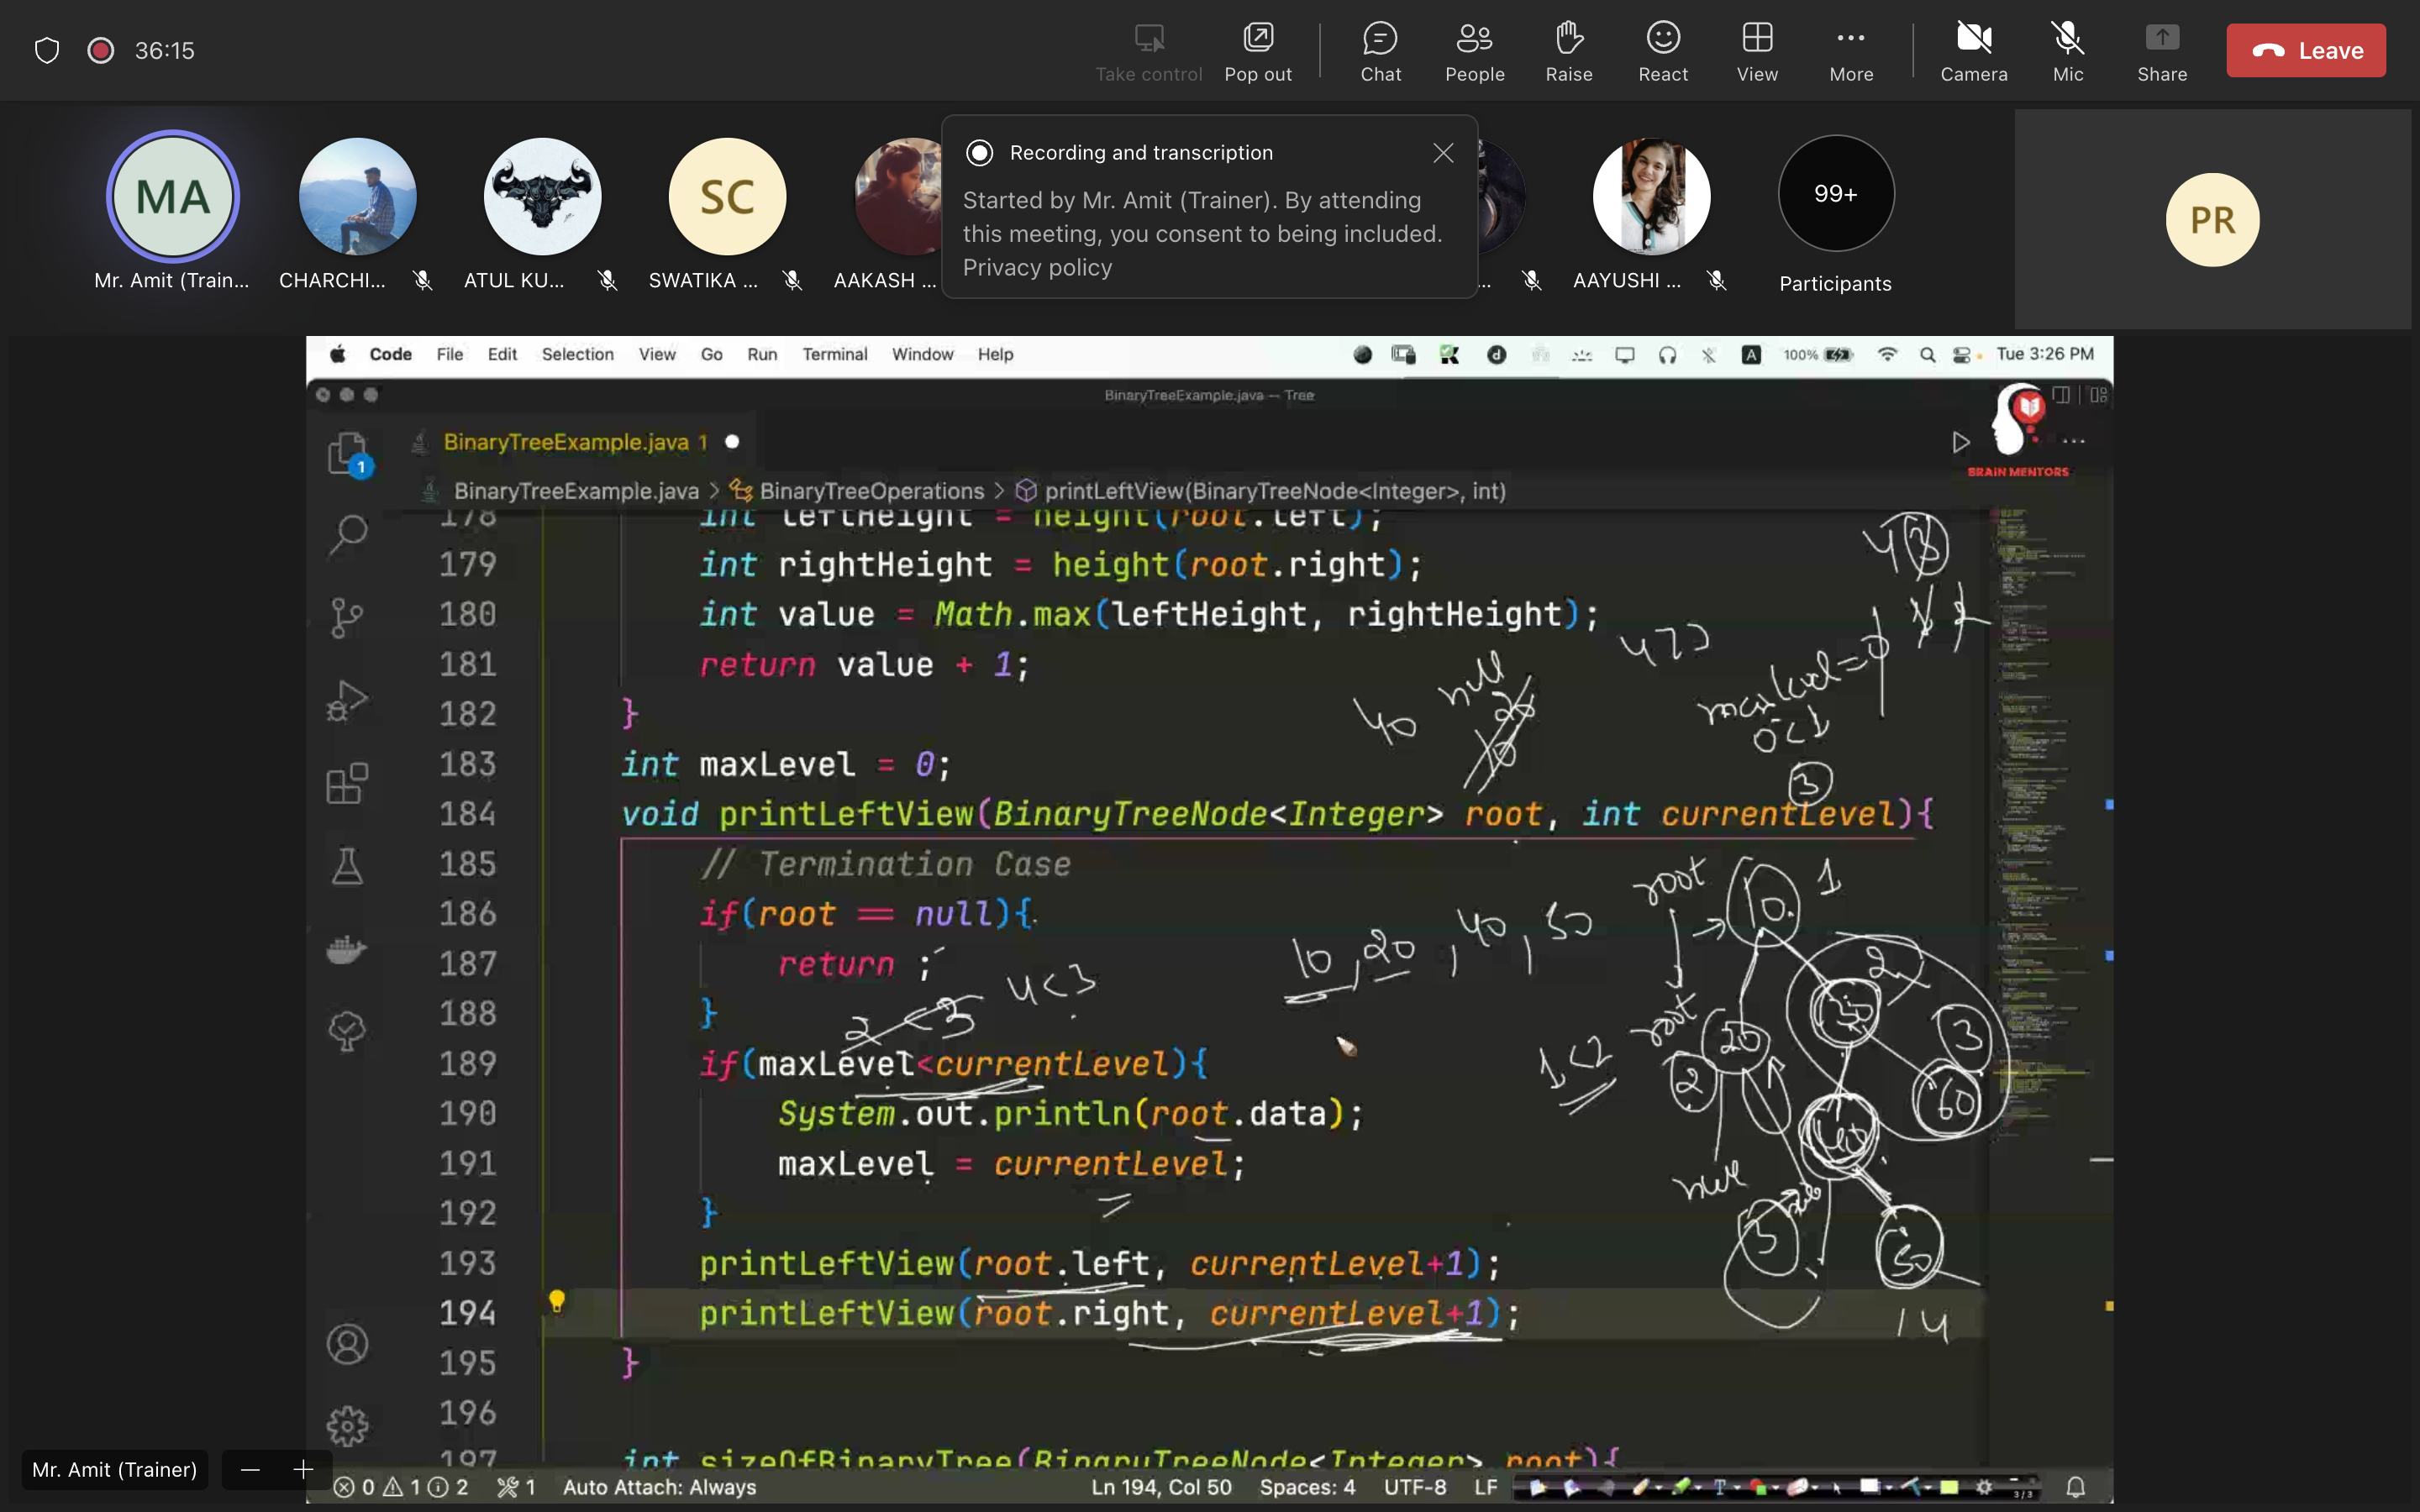 36:15
Take control Pop out Chat People Raise React View More Camera Mic Share Leave
MA SC 99+ PR
Recording and transcription
Started by Mr. Amit (Trainer). By attending
this meeting, you consent to being included.
Privacy policy
Mr. Amit (Train... CHARCHI... ATUL KU... SWATIKA ... AAKASH ... ... AAYUSHI ... Participants
Code File Edit Selection View Go Run Terminal Window Help A 100% Tue 3:26 PM
BinaryTreeExample.java — Tree
BinaryTreeExample.java 1
1
BRAIN MENTORS
BinaryTreeExample.java > BinaryTreeOperations > printLeftView(BinaryTreeNode<Integer>, int)
178 int leftHeight = height(root.left);
179 int rightHeight = height(root.right);
180 int value = Math.max(leftHeight, rightHeight);
181 return value + 1;
182 }
183 int maxLevel = 0;
184 void printLeftView(BinaryTreeNode<Integer> root, int currentLevel){
185 // Termination Case
186 if(root == null){
187 return ;
188 }
189 if(maxLevel<currentLevel){
190 System.out.println(root.data);
191 maxLevel = currentLevel;
192 }
193 printLeftView(root.left, currentLevel+1);
194 printLeftView(root.right, currentLevel+1);
195 }
196
197 int sizeOfBinaryTree(BinaryTreeNode<Integer> root){
40 null
20
10
0<1
3
root 10 1
10, 20, 40, 50
2<3 4<3
1<2
root 20 30 2
2 3
40 60
50
14
Mr. Amit (Trainer)
0 1 2 1 Auto Attach: Always Ln 194, Col 50 Spaces: 4 UTF-8 LF 3/3